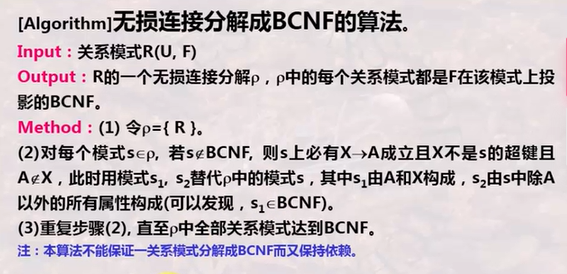 [Algorithm]无损连接分解成BCNF的算法。
Input：关系模式R(U, F)
Output：R的一个无损连接分解ρ，ρ中的每个关系模式都是F在该模式上投
影的BCNF。
Method：(1) 令ρ={ R }。
(2)对每个模式s∈ρ, 若s∉BCNF, 则s上必有X→A成立且X不是s的超键且
A∉X，此时用模式s₁, s₂替代ρ中的模式s，其中s₁由A和X构成，s₂由s中除A
以外的所有属性构成(可以发现，s₁∈BCNF)。
(3)重复步骤(2), 直至ρ中全部关系模式达到BCNF。
注：本算法不能保证一关系模式分解成BCNF而又保持依赖。